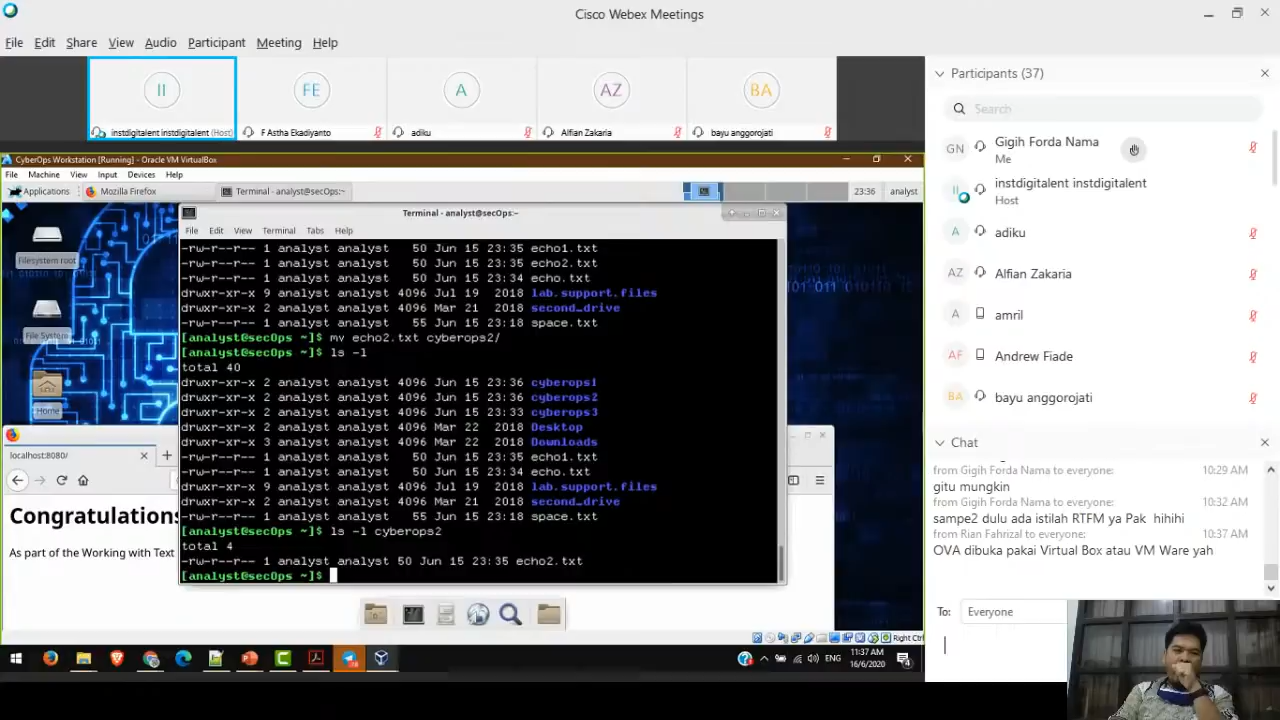 Cisco Webex Meetings
File Edit Share View Audio Participant Meeting Help
II FE A AZ BA
instdigitalent instdigitalent (Host) F Astha Ekadiyanto adiku Alfian Zakaria bayu anggorojati
CyberOps Workstation [Running] - Oracle VM VirtualBox
File Machine View Input Devices Help
Applications Mozilla Firefox Terminal - analyst@secOps:~ 23:36 analyst
Terminal - analyst@secOps:~
File Edit View Terminal Tabs Help
-rw-r--r-- 1 analyst analyst 50 Jun 15 23:35 echo1.txt
-rw-r--r-- 1 analyst analyst 50 Jun 15 23:35 echo2.txt
-rw-r--r-- 1 analyst analyst 50 Jun 15 23:34 echo.txt
drwxr-xr-x 9 analyst analyst 4096 Jul 19 2018 lab.support.files
drwxr-xr-x 2 analyst analyst 4096 Mar 21 2018 second_drive
-rw-r--r-- 1 analyst analyst 55 Jun 15 23:18 space.txt
[analyst@secOps ~]$ mv echo2.txt cyberops2/
[analyst@secOps ~]$ ls -l
total 40
drwxr-xr-x 2 analyst analyst 4096 Jun 15 23:36 cyberops1
drwxr-xr-x 2 analyst analyst 4096 Jun 15 23:36 cyberops2
drwxr-xr-x 2 analyst analyst 4096 Jun 15 23:33 cyberops3
drwxr-xr-x 2 analyst analyst 4096 Mar 22 2018 Desktop
drwxr-xr-x 3 analyst analyst 4096 Mar 22 2018 Downloads
-rw-r--r-- 1 analyst analyst 50 Jun 15 23:35 echo1.txt
-rw-r--r-- 1 analyst analyst 50 Jun 15 23:34 echo.txt
drwxr-xr-x 9 analyst analyst 4096 Jul 19 2018 lab.support.files
drwxr-xr-x 2 analyst analyst 4096 Mar 21 2018 second_drive
-rw-r--r-- 1 analyst analyst 55 Jun 15 23:18 space.txt
[analyst@secOps ~]$ ls -l cyberops2
total 4
-rw-r--r-- 1 analyst analyst 50 Jun 15 23:35 echo2.txt
[analyst@secOps ~]$
Filesystem root
File System
Home
localhost:8080/
Congratulations
As part of the Working with Text
Right Ctrl
ENG 11:37 AM
16/6/2020
4
Participants (37)
Search
GN Gigih Forda Nama
Me
II instdigitalent instdigitalent
Host
A adiku
AZ Alfian Zakaria
A amril
AF Andrew Fiade
BA bayu anggorojati
Chat
from Gigih Forda Nama to everyone: 10:29 AM
gitu mungkin
from Gigih Forda Nama to everyone: 10:32 AM
sampe2 dulu ada istilah RTFM ya Pak hihihi
from Rian Fahrizal to everyone: 10:37 AM
OVA dibuka pakai Virtual Box atau VM Ware yah
To: Everyone